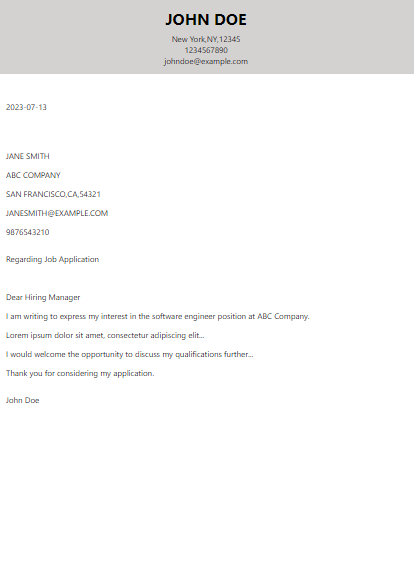 JOHN DOE
New York,NY,12345
1234567890
johndoe@example.com
2023-07-13
JANE SMITH
ABC COMPANY
SAN FRANCISCO,CA,54321
JANESMITH@EXAMPLE.COM
9876543210
Regarding Job Application
Dear Hiring Manager
I am writing to express my interest in the software engineer position at ABC Company.
Lorem ipsum dolor sit amet, consectetur adipiscing elit...
I would welcome the opportunity to discuss my qualifications further...
Thank you for considering my application.
John Doe